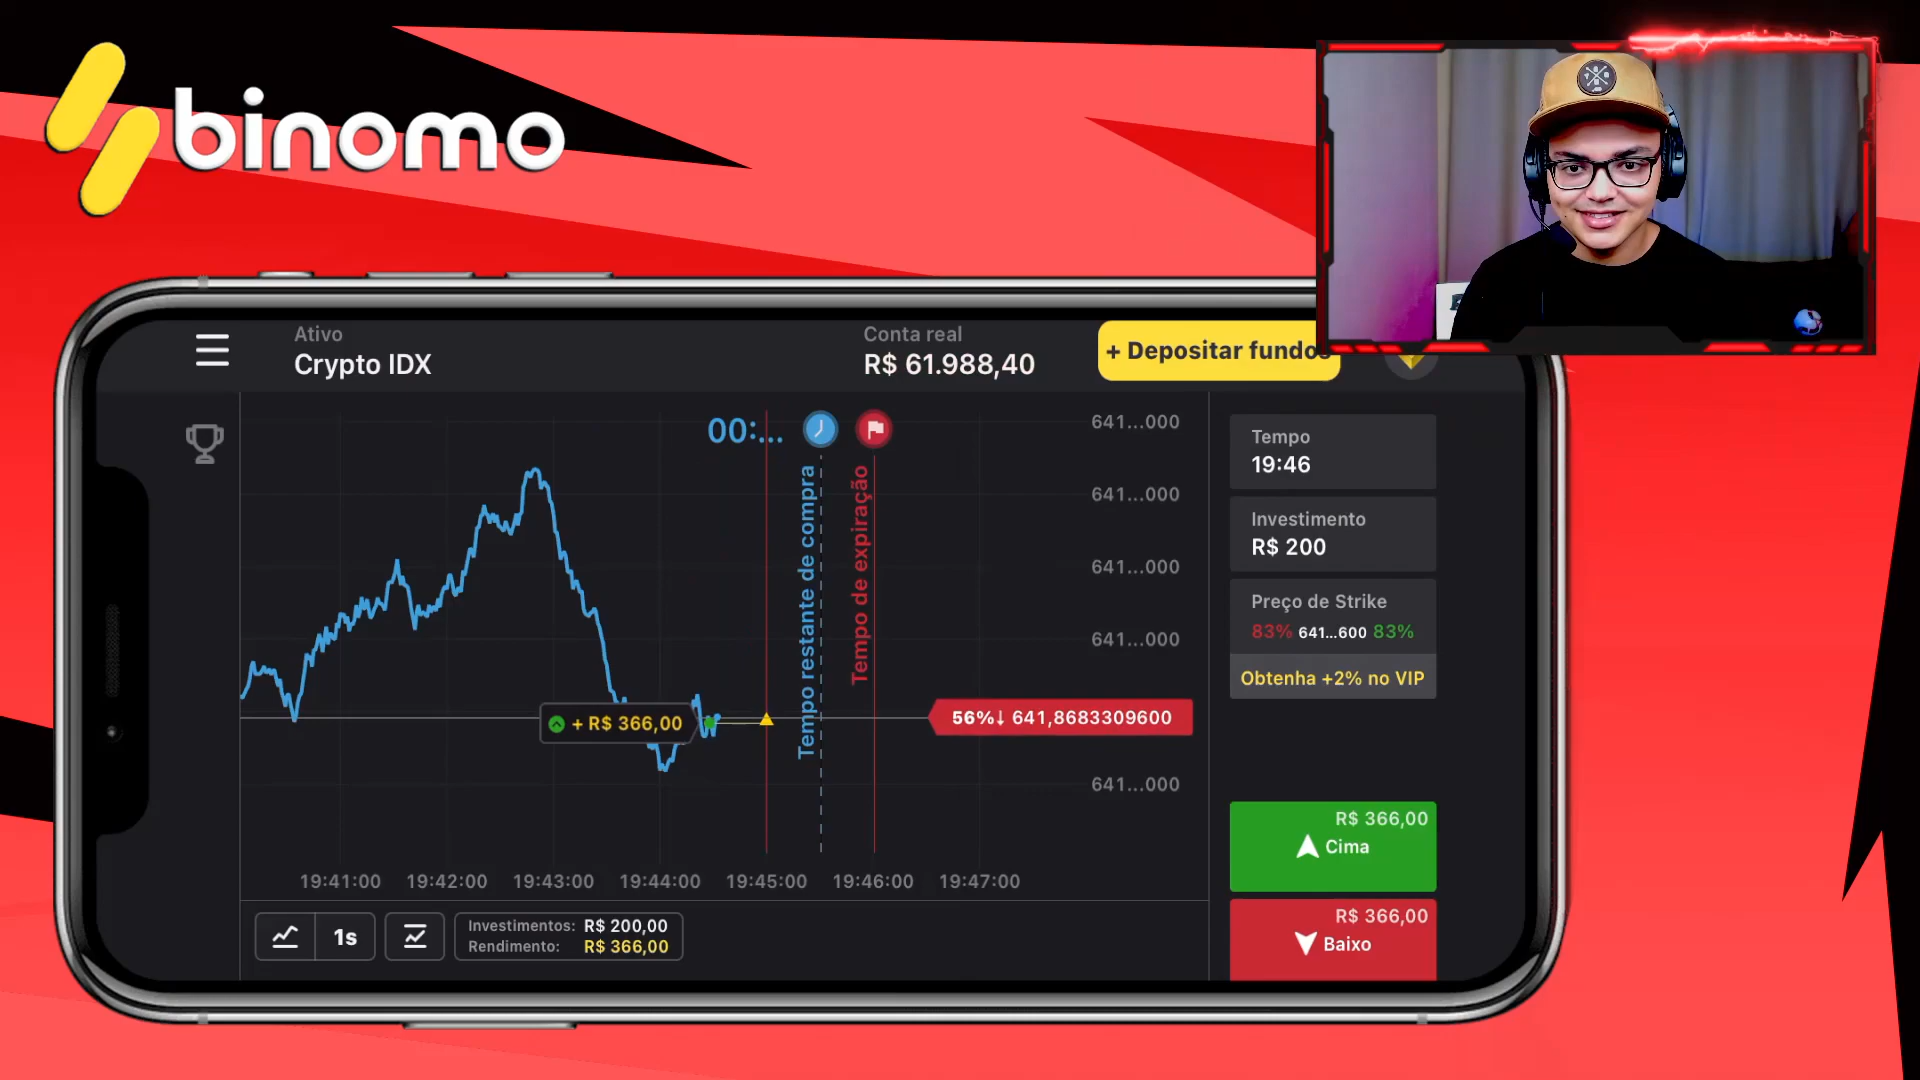 binomo
Ativo
Crypto IDX
Conta real
R$ 61.988,40
+ Depositar fundos
00:...
Tempo restante de compra
Tempo de expiração
641...000
641...000
641...000
641...000
641...000
+ R$ 366,00
56%↓ 641,8683309600
19:41:00 19:42:00 19:43:00 19:44:00 19:45:00 19:46:00 19:47:00
1s
Investimentos: R$ 200,00
Rendimento: R$ 366,00
Tempo
19:46
Investimento
R$ 200
Preço de Strike
83% 641...600 83%
Obtenha +2% no VIP
R$ 366,00
Cima
R$ 366,00
Baixo